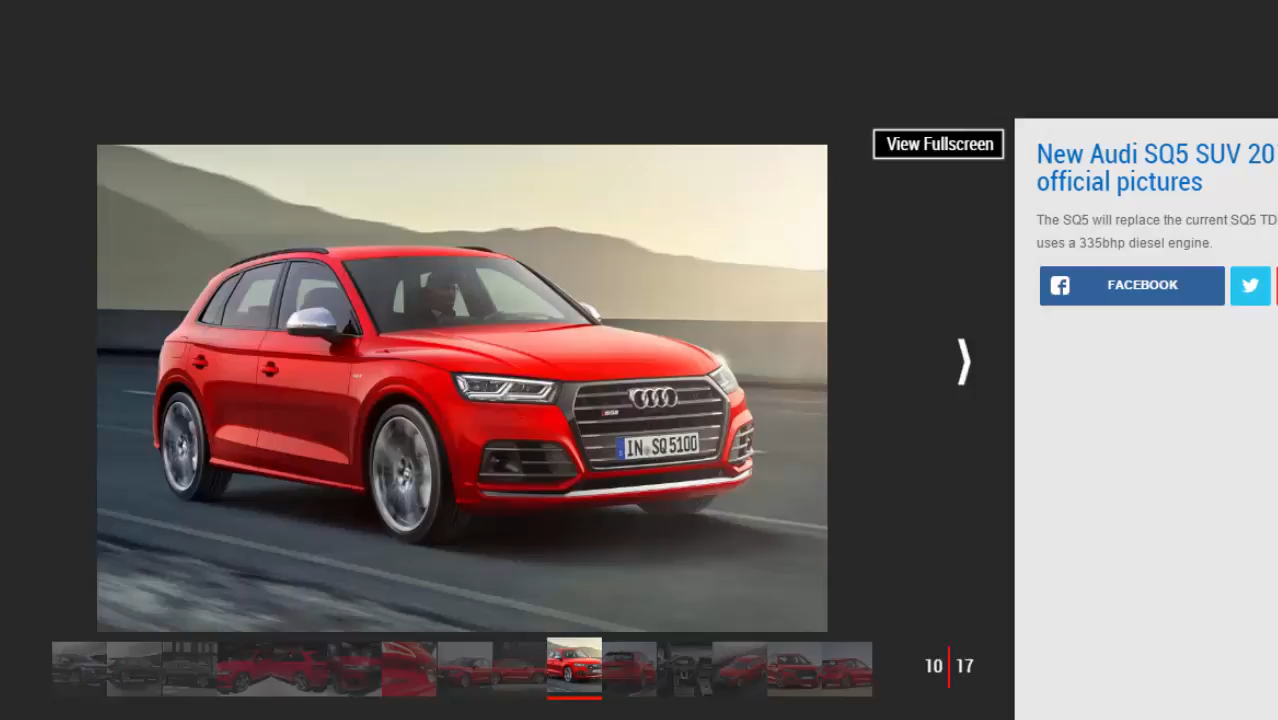 View Fullscreen
New Audi SQ5 SUV 20
official pictures
The SQ5 will replace the current SQ5 TD
uses a 335bhp diesel engine.
FACEBOOK
IN SQ 5100
10 17